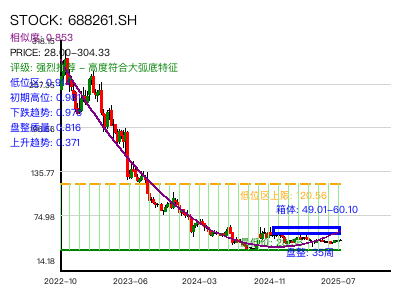 STOCK: 688261.SH
相似度: 0.853
PRICE: 28.00–304.33
评级: 强烈推荐 – 高度符合大弧底特征
低位区: 0.9
初期高位: 0.9
下跌趋势: 0.97
盘整质量: 0.816
上升趋势: 0.371
135.77
低位区上限: 20.56
箱体: 49.01–60.10
74.98
盘整: 35周
14.18
2022–10
2023–06
2024–03
2024–11
2025–07